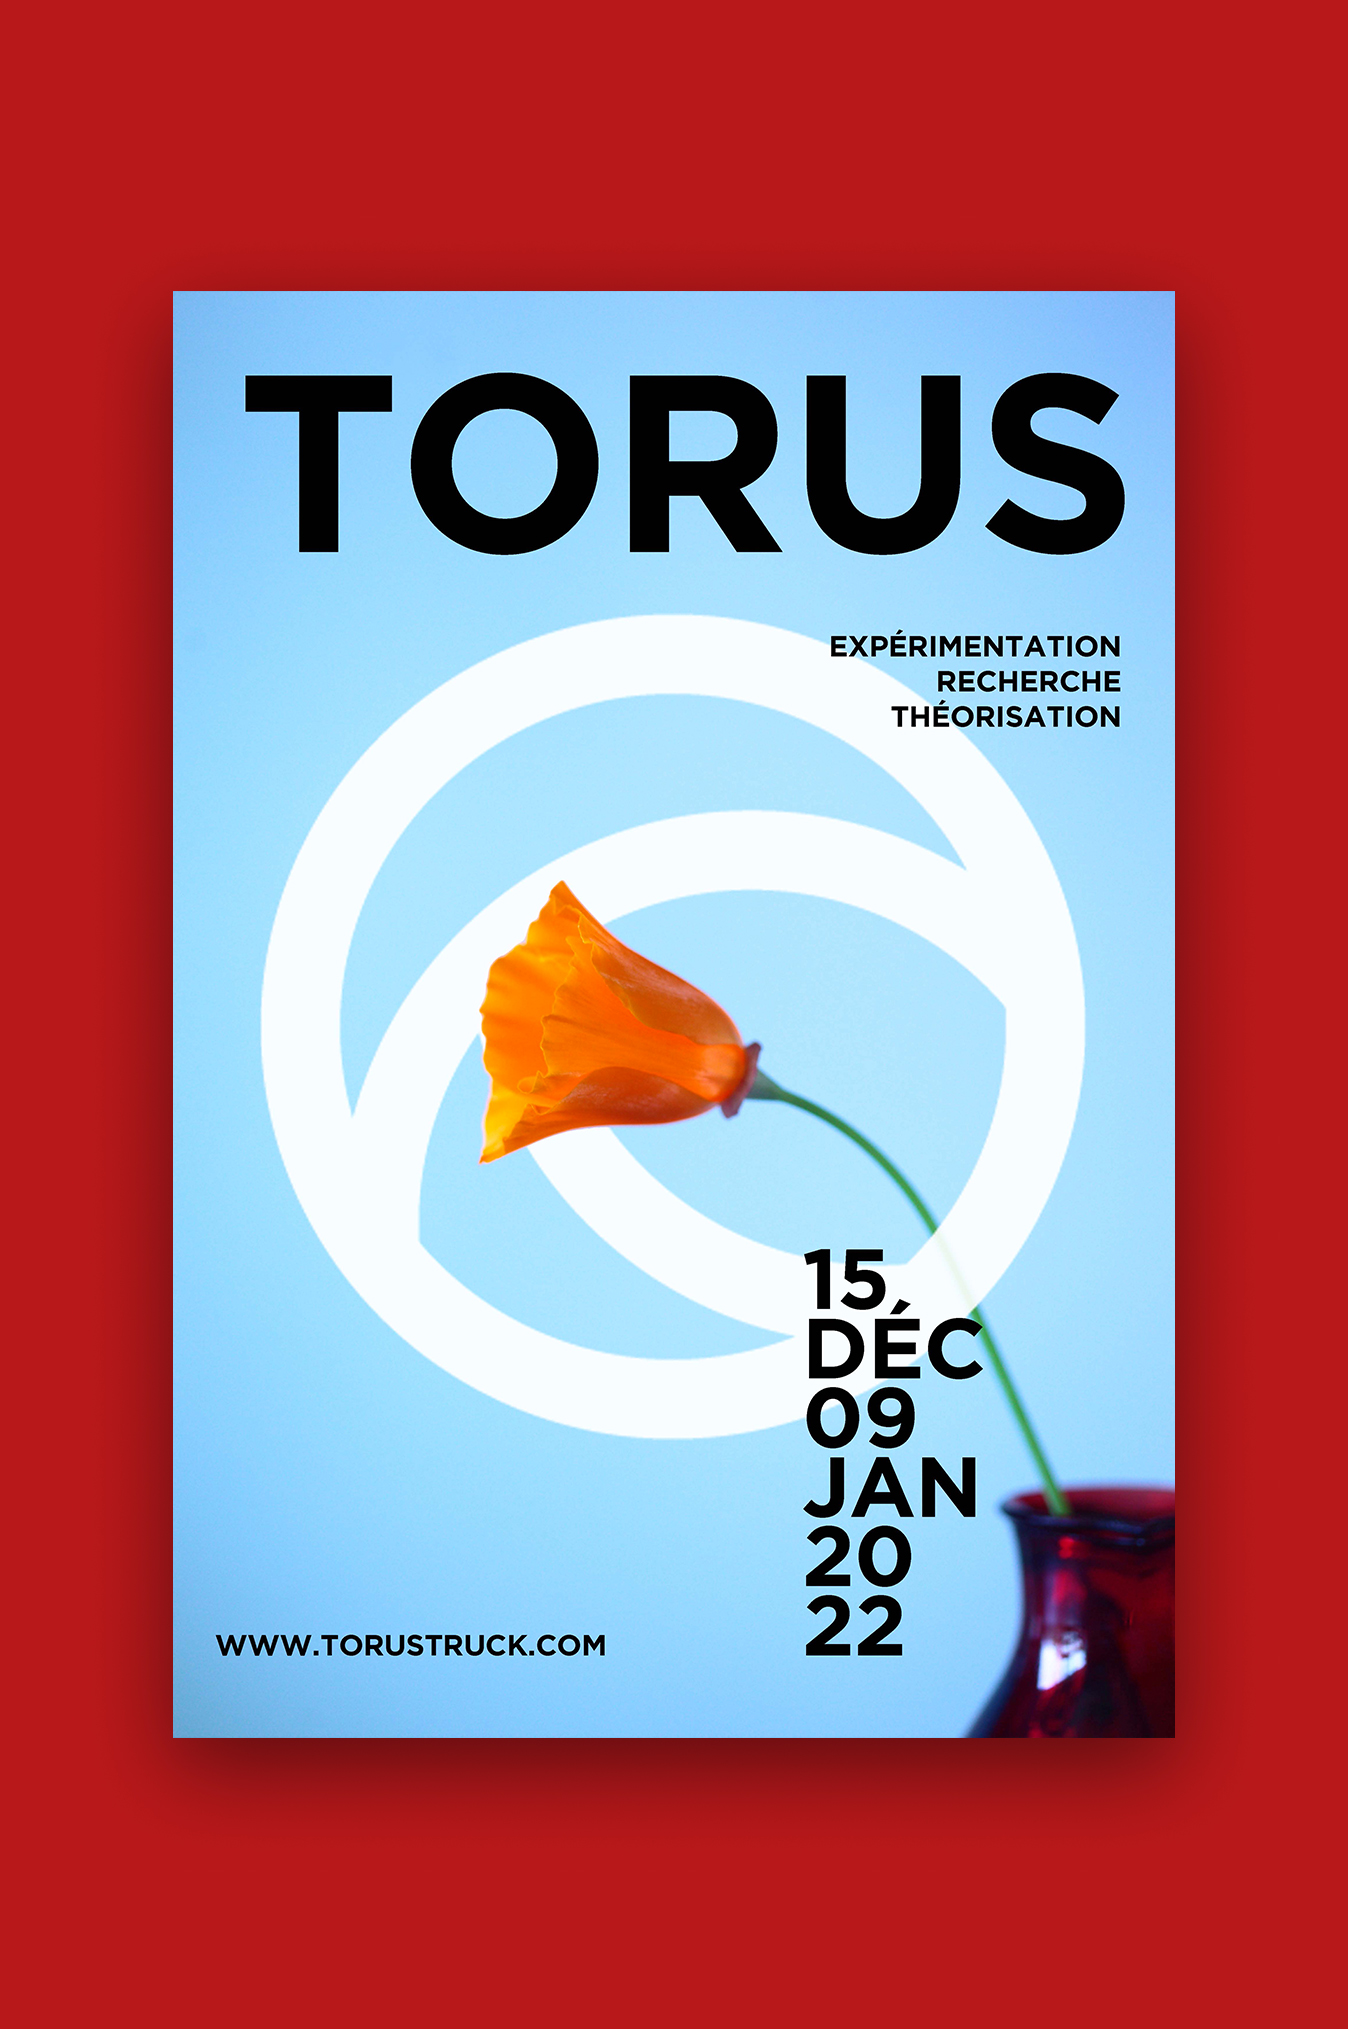 TORUS
EXPÉRIMENTATION
RECHERCHE
THÉORISATION
15
DÉC
09
JAN
20
22
WWW.TORUSTRUCK.COM